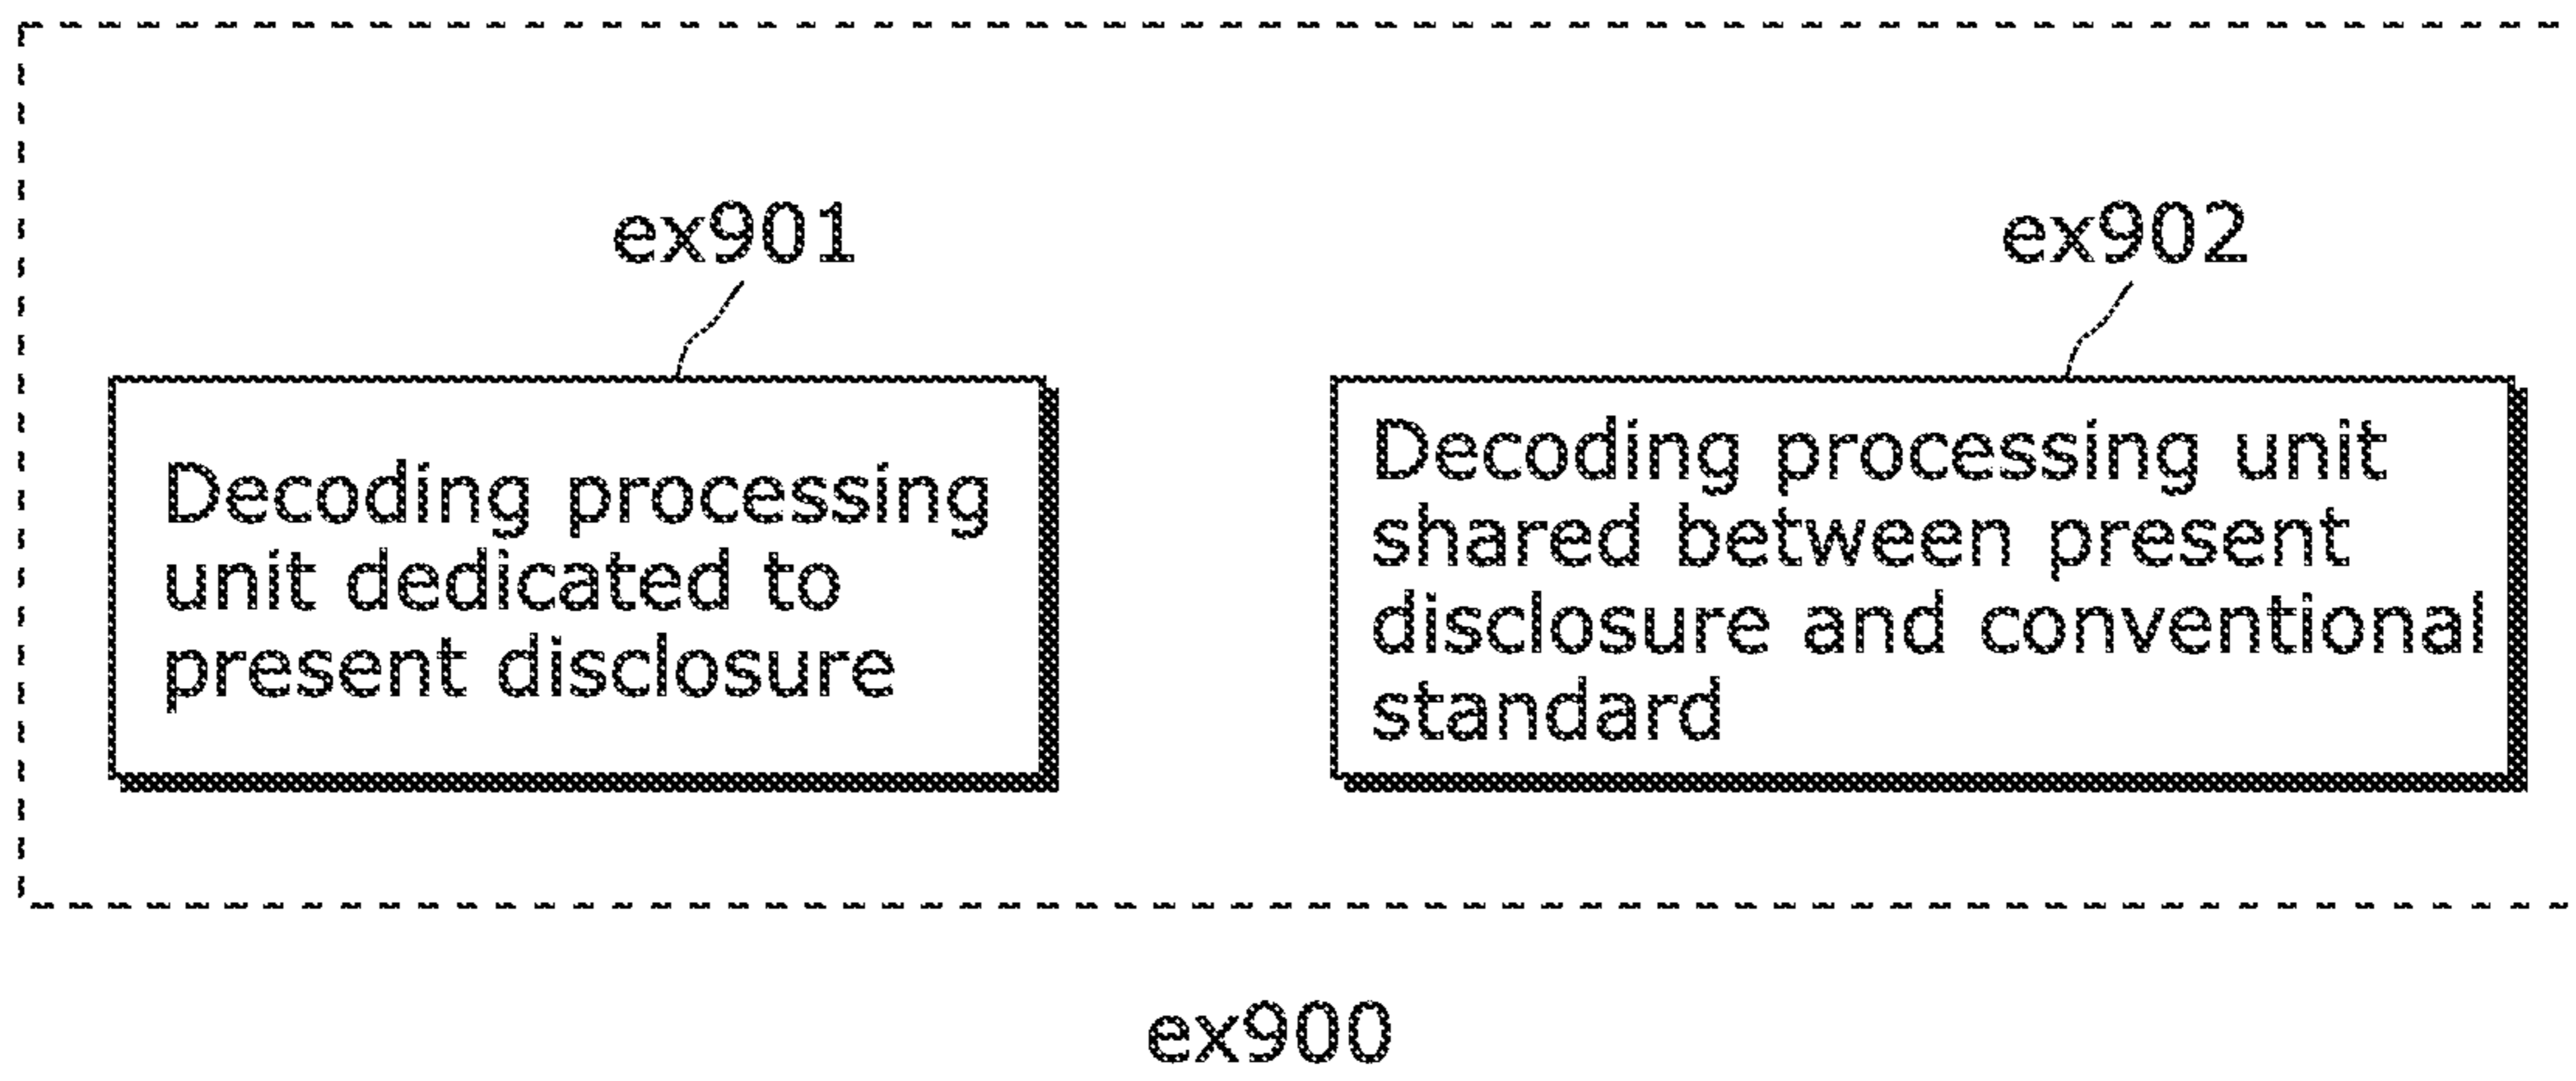 ex901
ex902
Decoding processing
unit dedicated to
present disclosure
Decoding processing unit
shared between present
disclosure and conventional
standard
ex900